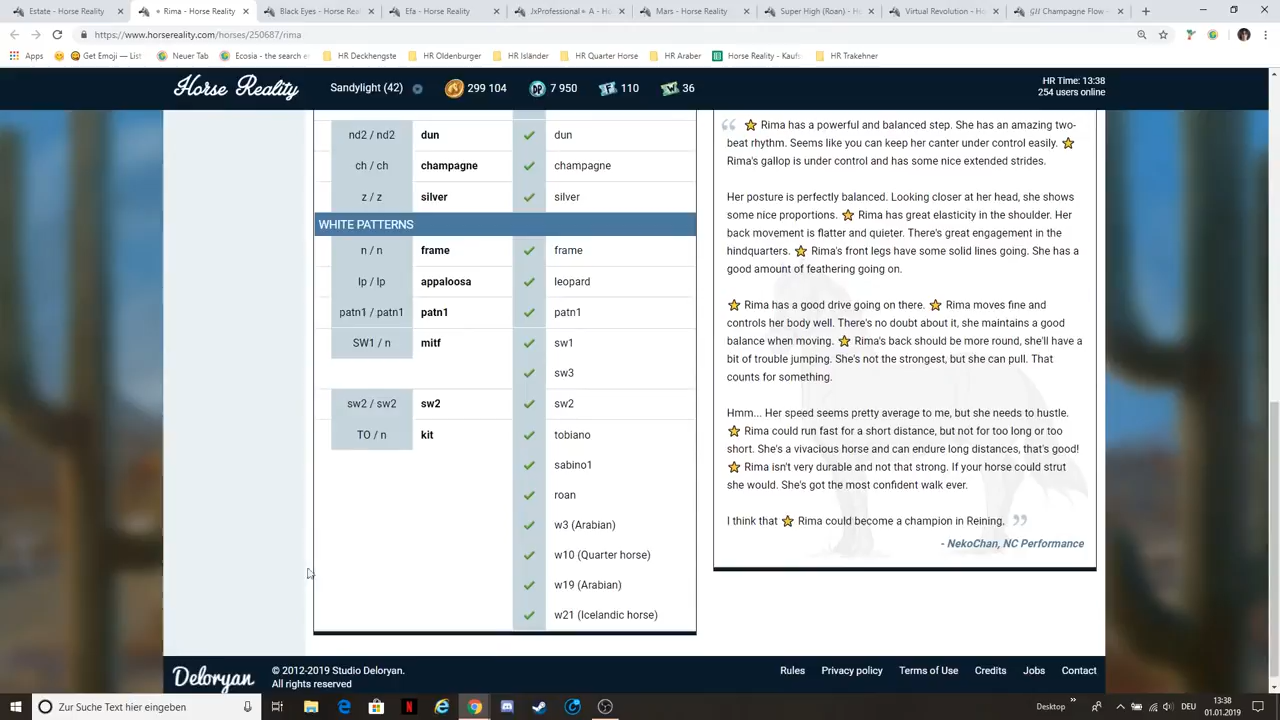 Estate - Horse Reality
Rima - Horse Reality
Black Eyes - Horse Rea
Efa - Horse Reality
JxProfessional + A - Ho
Mars - Horse Reality
Super High (Roan) - Ho
Virtual Revolution - Ho
Champagne Flow -
https://www.horsereality.com/horses/250687/rima
Apps
Get Emoji — List
Neuer Tab
Ecosia - the search e
HR Deckhengste
HR Oldenburger
HR Isländer
HR Quarter Horse
Horse Reality - Kaufs
HR Araber
HR Trakehner
Horse Reality
Sandylight (42)
299 104
7 950
110
36
HR Time: 13:38
254 users online
nd2 / nd2 dun dun
ch / ch champagne champagne
z / z silver silver
WHITE PATTERNS
n / n frame frame
lp / lp appaloosa leopard
patn1 / patn1 patn1 patn1
SW1 / n mitf sw1
sw3
sw2 / sw2 sw2 sw2
TO / n kit tobiano
sabino1
roan
w3 (Arabian)
w10 (Quarter horse)
w19 (Arabian)
w21 (Icelandic horse)
Rima has a powerful and balanced step. She has an amazing two-
beat rhythm. Seems like you can keep her canter under control easily.
Rima's gallop is under control and has some nice extended strides.
Her posture is perfectly balanced. Looking closer at her head, she shows
some nice proportions. Rima has great elasticity in the shoulder. Her
back movement is flatter and quieter. There's great engagement in the
hindquarters. Rima's front legs have some solid lines going. She has a
good amount of feathering going on.
Rima has a good drive going on there. Rima moves fine and
controls her body well. There's no doubt about it, she maintains a good
balance when moving. Rima's back should be more round, she'll have a
bit of trouble jumping. She's not the strongest, but she can pull. That
counts for something.
Hmm... Her speed seems pretty average to me, but she needs to hustle.
Rima could run fast for a short distance, but not for too long or too
short. She's a vivacious horse and can endure long distances, that's good!
Rima isn't very durable and not that strong. If your horse could strut
she would. She's got the most confident walk ever.
I think that Rima could become a champion in Reining.
- NekoChan, NC Performance
Deloryan
© 2012-2019 Studio Deloryan.
All rights reserved
Rules
Privacy policy
Terms of Use
Credits
Jobs
Contact
Zur Suche Text hier eingeben
Desktop
DEU
13:38
01.01.2019